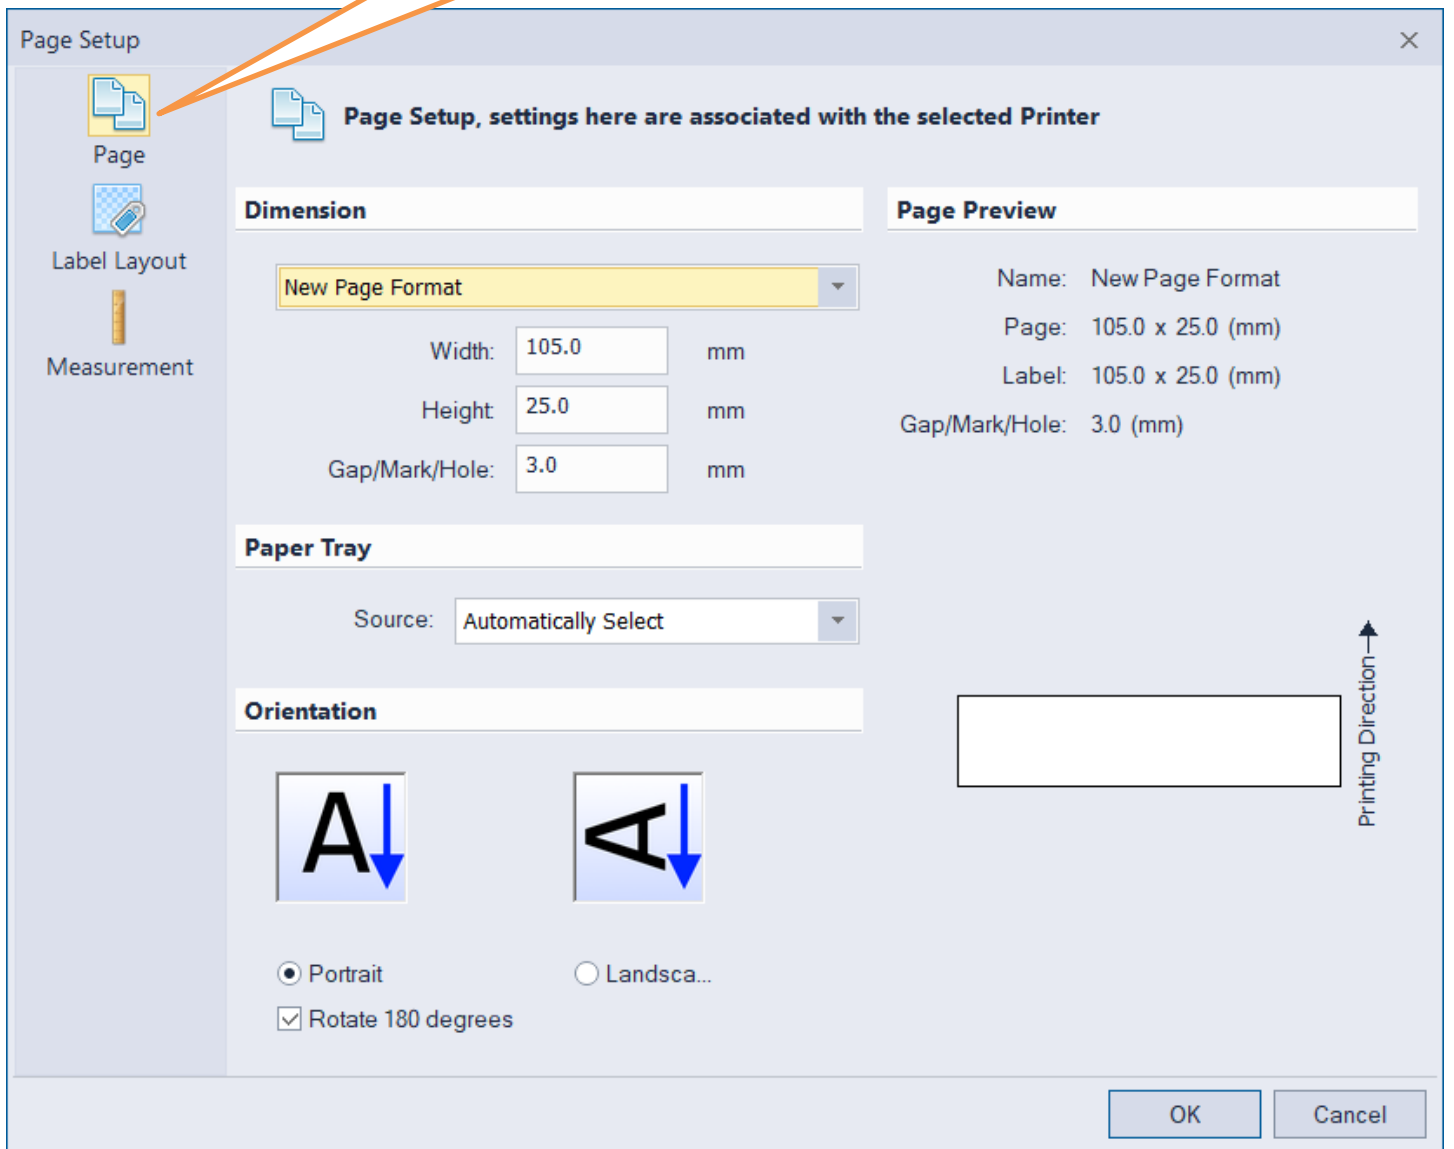 Page Setup
Page
Label Layout
Measurement
Page Setup, settings here are associated with the selected Printer
Dimension
New Page Format
Width: 105.0 mm
Height: 25.0 mm
Gap/Mark/Hole: 3.0 mm
Paper Tray
Source: Automatically Select
Orientation
A
A
Portrait
Landsca...
Rotate 180 degrees
Page Preview
Name: New Page Format
Page: 105.0 x 25.0 (mm)
Label: 105.0 x 25.0 (mm)
Gap/Mark/Hole: 3.0 (mm)
Printing Direction
OK
Cancel